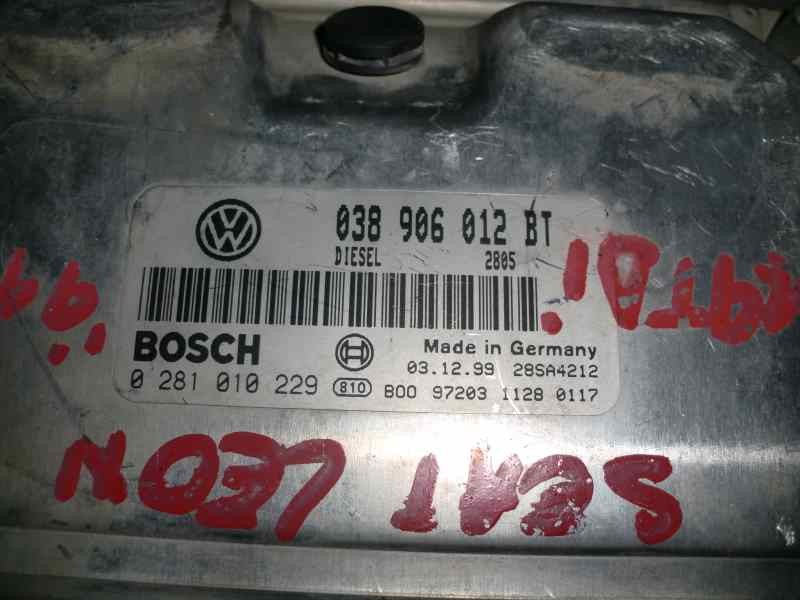 VW
038 906 012 BT
DIESEL 2805
BOSCH
Made in Germany
03.12.99 28SA4212
0 281 010 229 810 B00 97203 1128 0117
SEAT LEON